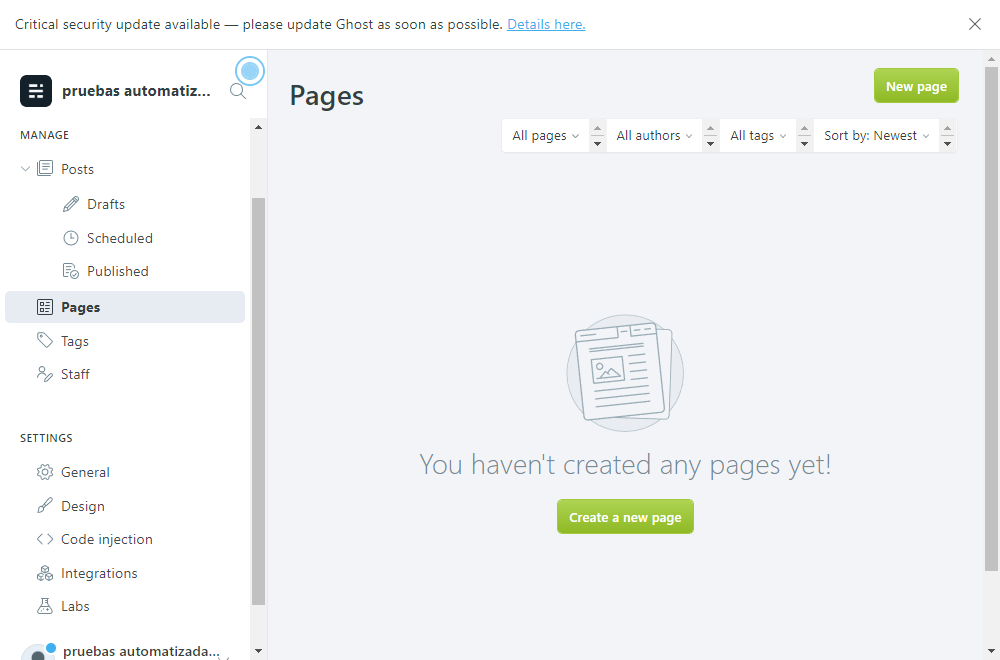 Critical security update available — please update Ghost as soon as possible. Details here.
pruebas automatiz...
MANAGE
Posts
Drafts
Scheduled
Published
Pages
Tags
Staff
SETTINGS
General
Design
Code injection
Integrations
Labs
pruebas automatizada...
Pages
New page
All pages
All authors
All tags
Sort by: Newest
You haven't created any pages yet!
Create a new page